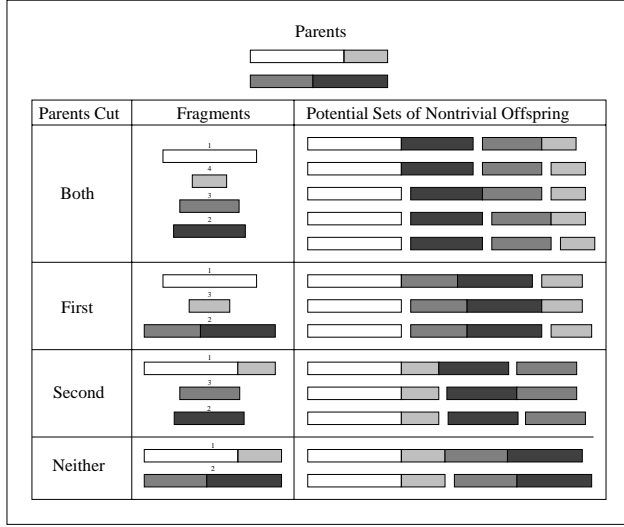 Parents
Parents Cut Fragments Potential Sets of Nontrivial Offspring
Both
1
4
3
2
First
1
3
2
Second
1
3
2
Neither
1
2